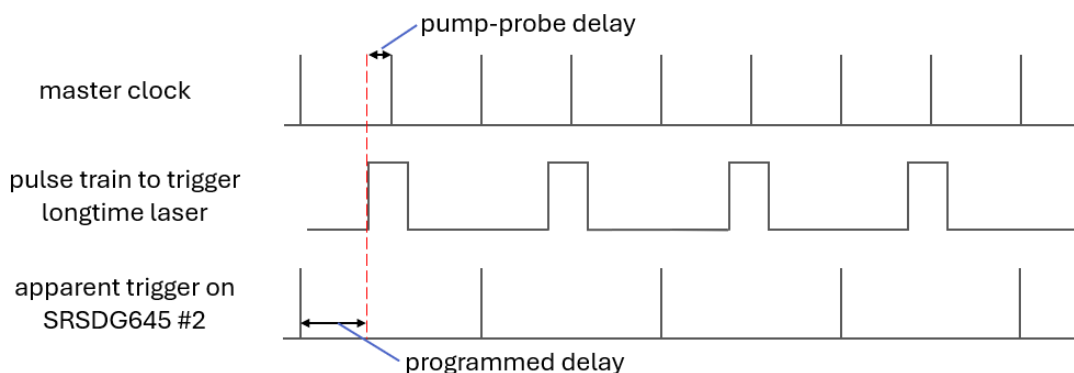 pump-probe delay
master clock
pulse train to trigger
longtime laser
apparent trigger on
SRSDG645 #2
programmed delay